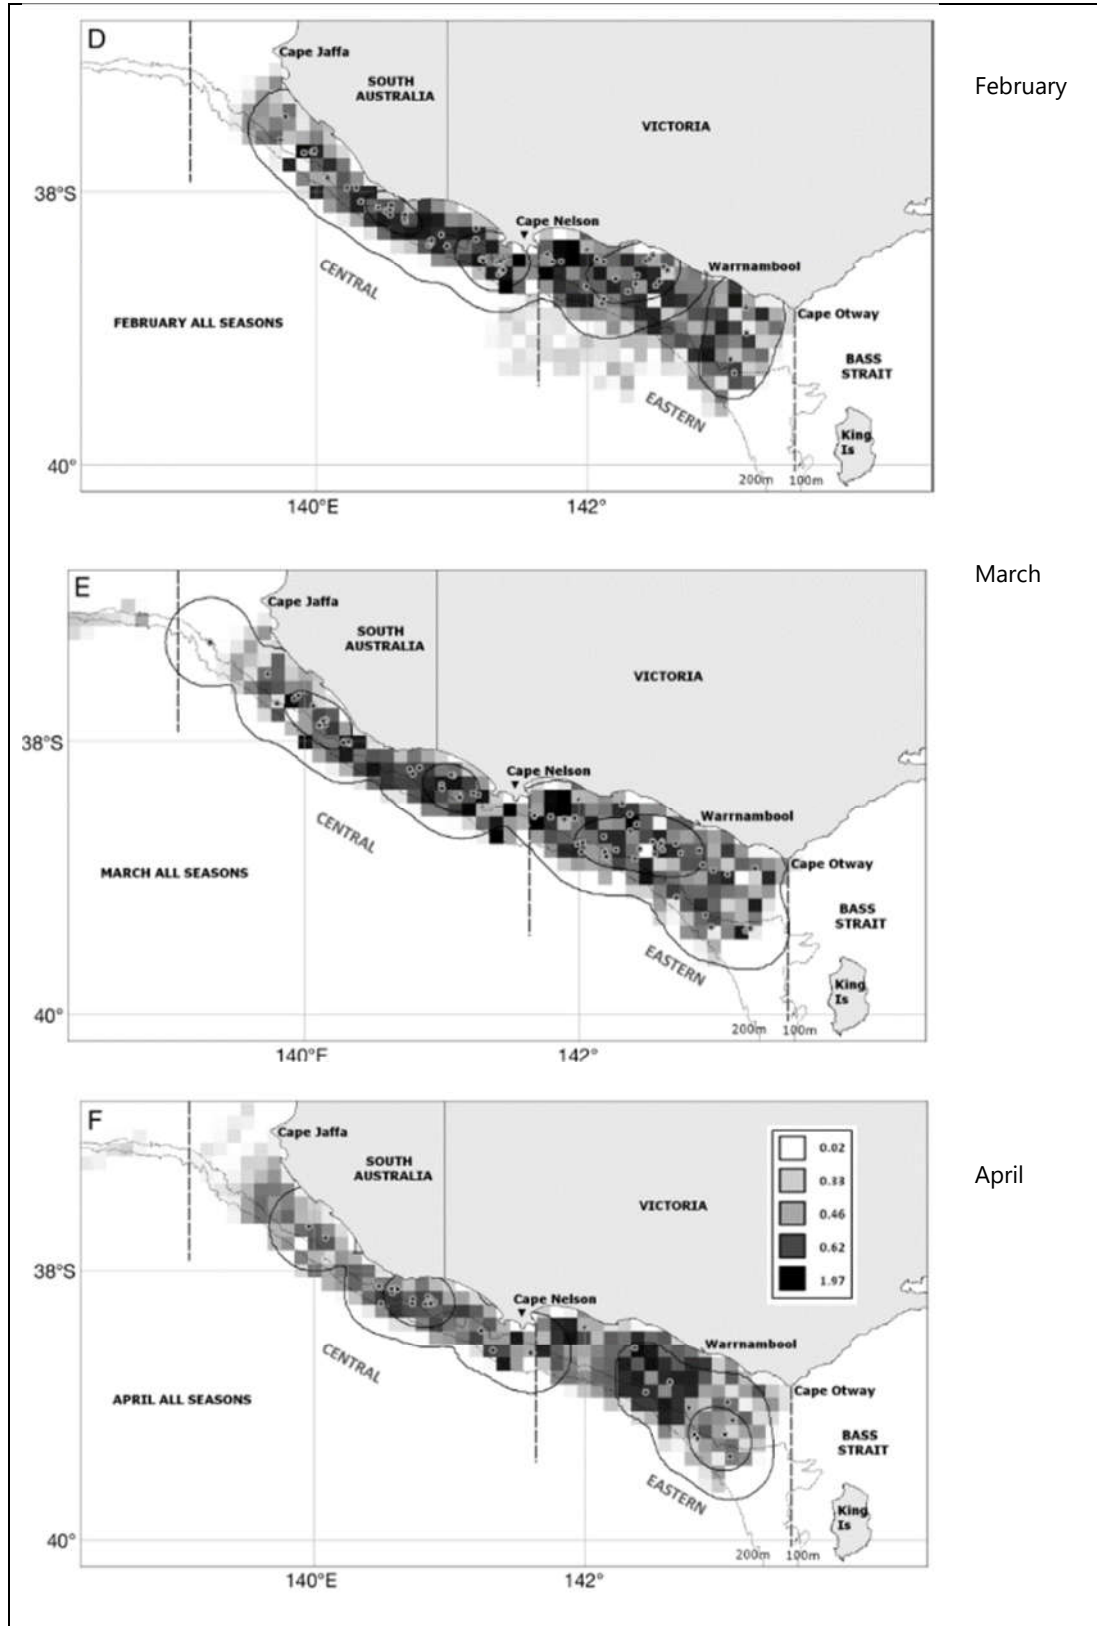 D
Cape Jaffa
SOUTH
AUSTRALIA
VICTORIA
February
38°S
Cape Nelson
Warrnambool
CENTRAL
FEBRUARY ALL SEASONS
Cape Otway
BASS
STRAIT
EASTERN
King
Is
40°
200m 100m
140°E
142°
E
March
Cape Jaffa
SOUTH
AUSTRALIA
VICTORIA
38°S
Cape Nelson
Warrnambool
CENTRAL
MARCH ALL SEASONS
Cape Otway
BASS
STRAIT
EASTERN
King
Is
40°
200m 100m
140°E
142°
F
Cape Jaffa
SOUTH
AUSTRALIA
VICTORIA
0.02
0.33
0.46
0.62
1.97
April
38°S
Cape Nelson
Warrnambool
CENTRAL
APRIL ALL SEASONS
Cape Otway
BASS
STRAIT
EASTERN
King
Is
40°
200m 100m
140°E
142°